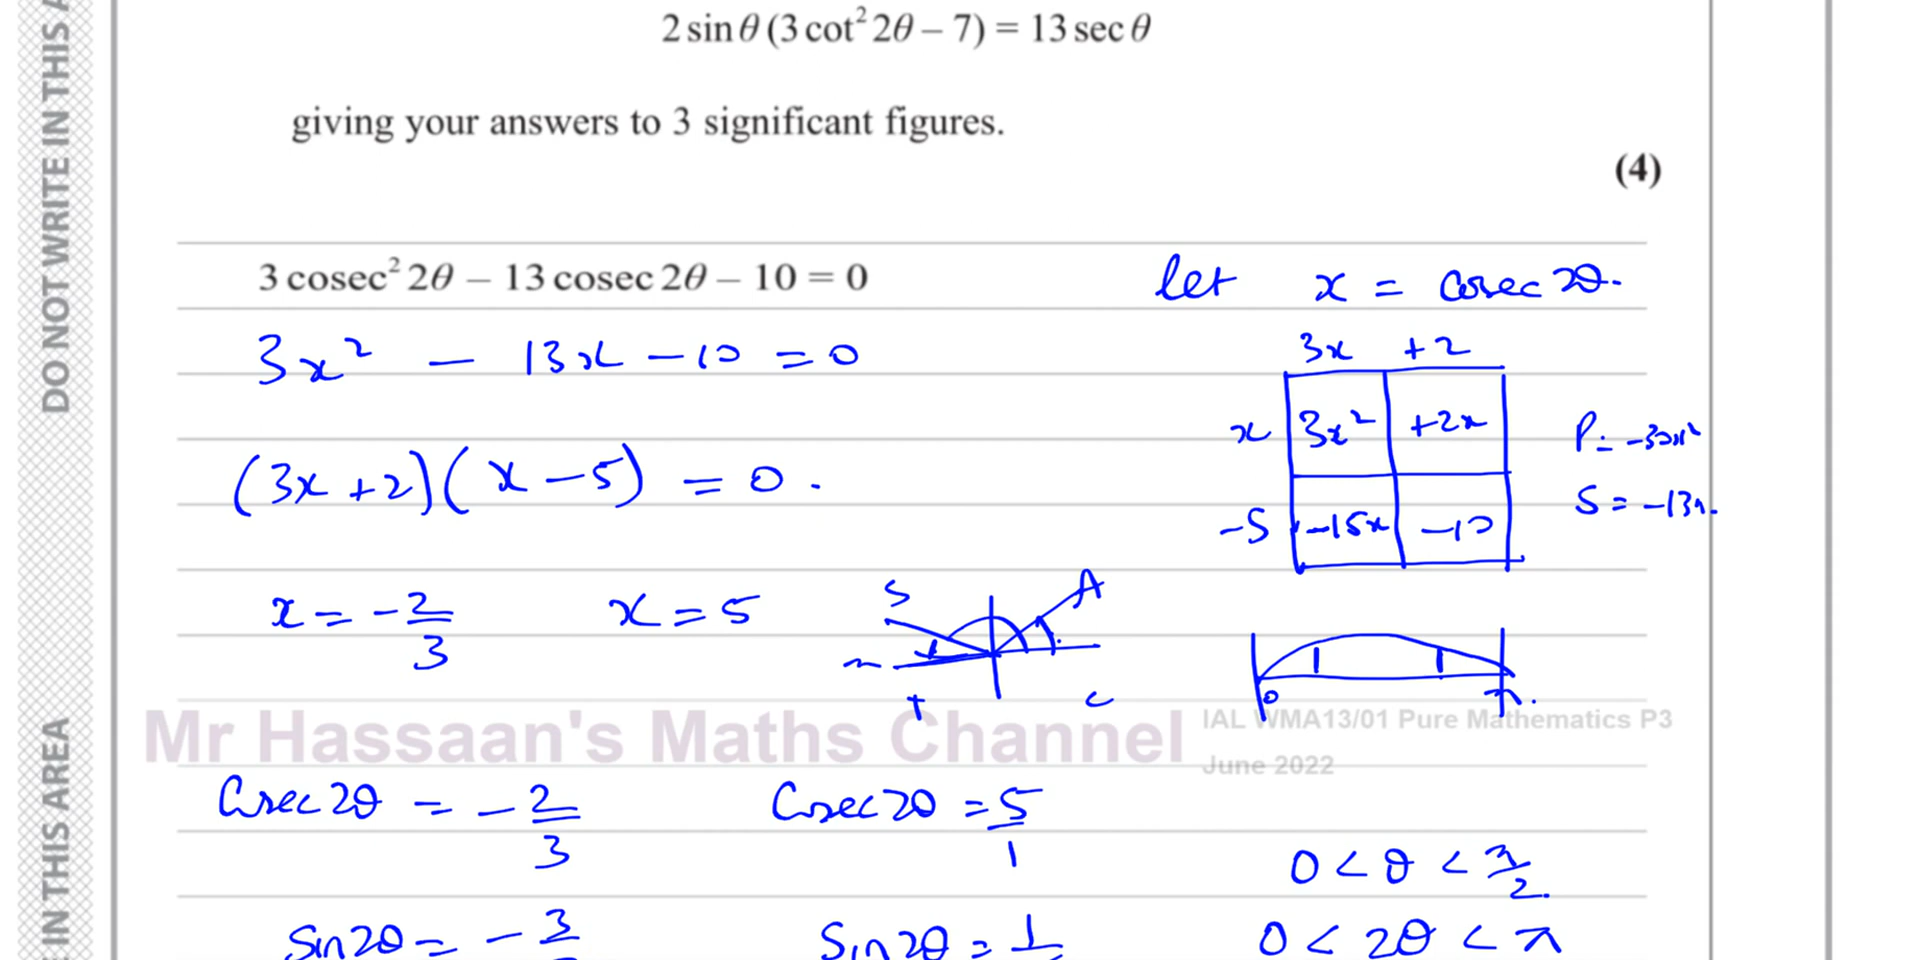 2 sin θ (3 cot² 2θ – 7) = 13 sec θ
giving your answers to 3 significant figures.
(4)
DO NOT WRITE IN THIS A
3 cosec² 2θ – 13 cosec 2θ – 10 = 0
let x = cosec 2θ.
3x² – 13x – 10 = 0
3x +2
x 3x² +2x
P = -30x²
(3x +2)(x – 5) = 0.
-5 -15x -10
S = -13x.
x = -2/3 x = 5
S A
π
T C
0 π.
Mr Hassaan's Maths Channel
IAL WMA13/01 Pure Mathematics P3
June 2022
IN THIS AREA
Cosec 2θ = -2/3 Cosec 2θ = 5/1
0 < θ < π/2.
Sin 2θ = -3 Sin 2θ = 1
0 < 2θ < π